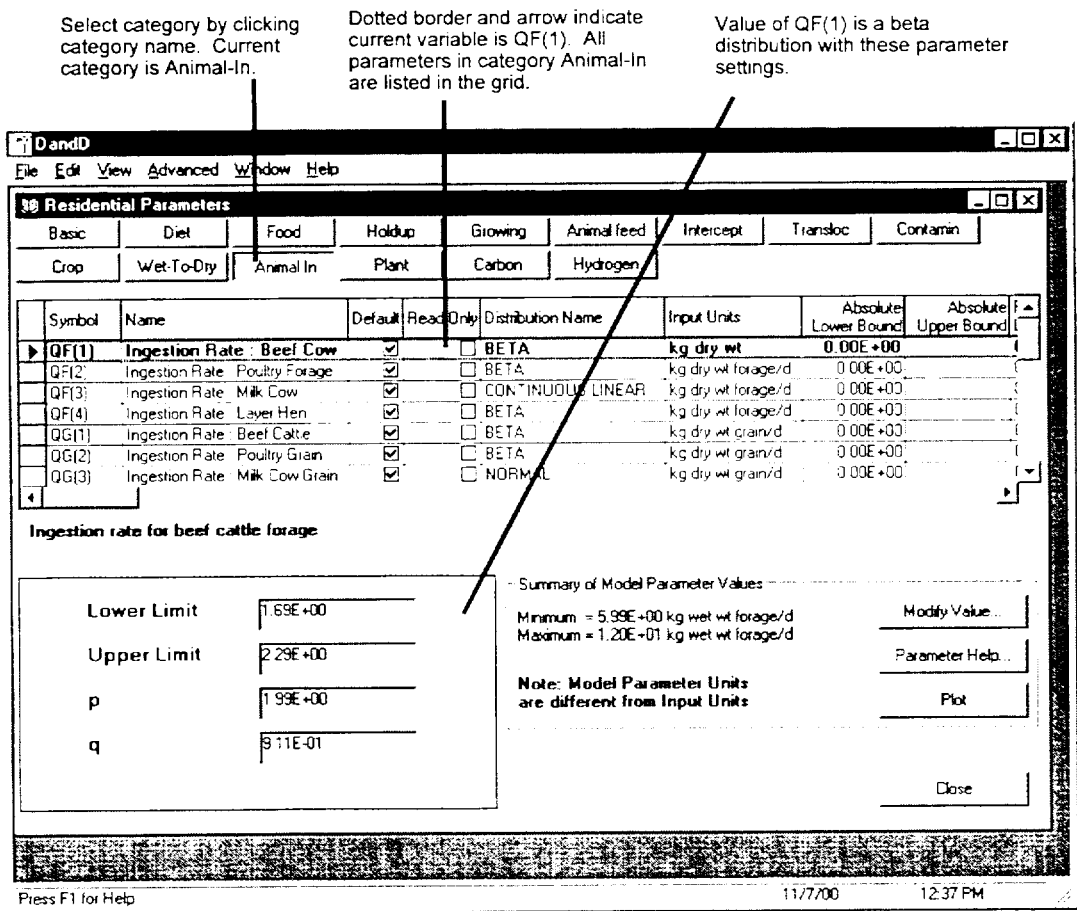 Select category by clicking
category name. Current
category is Animal-In.
Dotted border and arrow indicate
current variable is QF(1). All
parameters in category Animal-In
are listed in the grid.
Value of QF(1) is a beta
distribution with these parameter
settings.
DandD
File Edit View Advanced Window Help
Residential Parameters
Basic Diet Food Holdup Growing Animal feed Intercept Transloc Contamin
Crop Wet-To-Dry Animal In Plant Carbon Hydrogen
Symbol Name Default Read Only Distribution Name Input Units Absolute Lower Bound Absolute Upper Bound
QF(1) Ingestion Rate : Beef Cow BETA kg dry wt 0.00E+00
QF(2) Ingestion Rate : Poultry Forage BETA kg dry wt forage/d 0.00E+00
QF(3) Ingestion Rate : Milk Cow CONTINUOUS LINEAR kg dry wt forage/d 0.00E+00
QF(4) Ingestion Rate : Layer Hen BETA kg dry wt forage/d 0.00E+00
QG(1) Ingestion Rate : Beef Cattle BETA kg dry wt grain/d 0.00E+00
QG(2) Ingestion Rate : Poultry Grain BETA kg dry wt grain/d 0.00E+00
QG(3) Ingestion Rate : Milk Cow Grain NORMAL kg dry wt grain/d 0.00E+00
Ingestion rate for beef cattle forage
Lower Limit 1.69E+00
Upper Limit 2.29E+00
p 1.99E+00
q 9.11E-01
Summary of Model Parameter Values
Minimum = 5.99E+00 kg wet wt forage/d
Maximum = 1.20E+01 kg wet wt forage/d
Note: Model Parameter Units
are different from Input Units
Modify Value...
Parameter Help...
Plot
Close
Press F1 for Help 11/7/00 12:37 PM